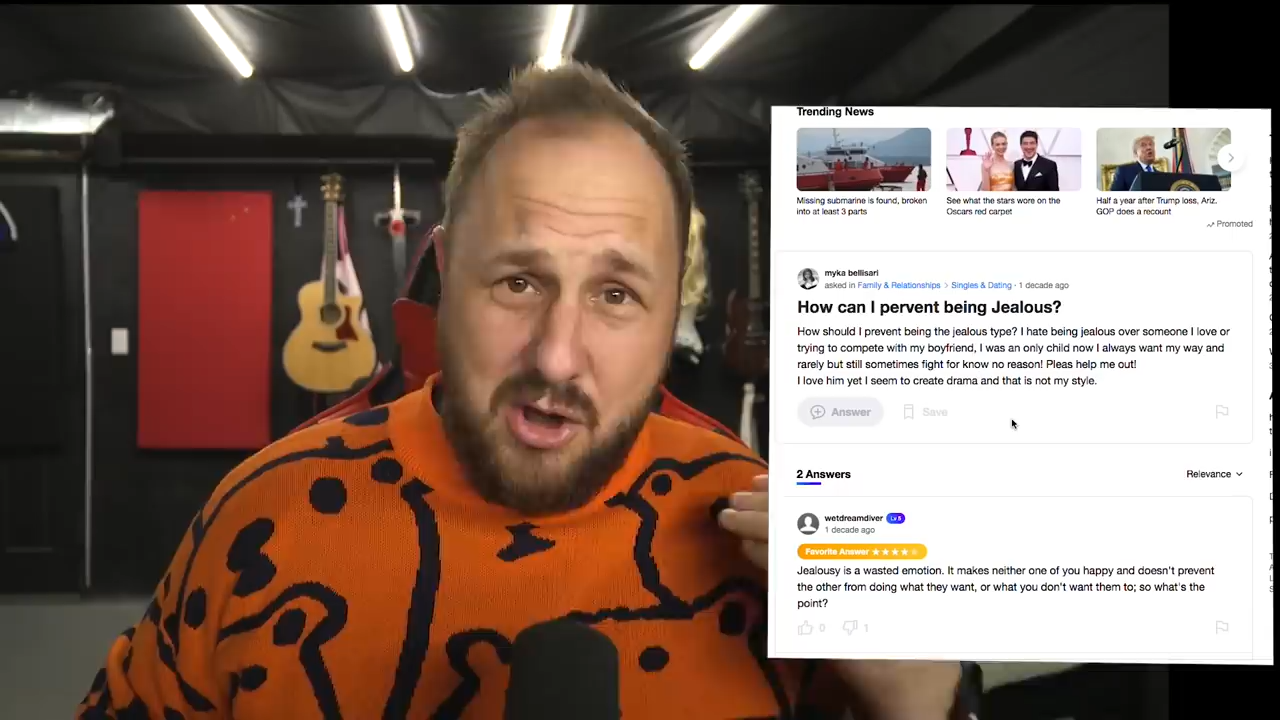 Trending News
Missing submarine is found, broken into at least 3 parts
See what the stars wore on the Oscars red carpet
Half a year after Trump loss, Ariz. GOP does a recount
Promoted
myka bellisari
asked in Family & Relationships > Singles & Dating · 1 decade ago
How can I pervent being Jealous?
How should I prevent being the jealous type? I hate being jealous over someone I love or
trying to compete with my boyfriend, I was an only child now I always want my way and
rarely but still sometimes fight for know no reason! Pleas help me out!
I love him yet I seem to create drama and that is not my style.
Answer
Save
2 Answers
Relevance
wetdreamdiver Lv 5
1 decade ago
Favorite Answer
Jealousy is a wasted emotion. It makes neither one of you happy and doesn't prevent
the other from doing what they want, or what you don't want them to; so what's the
point?
0
1